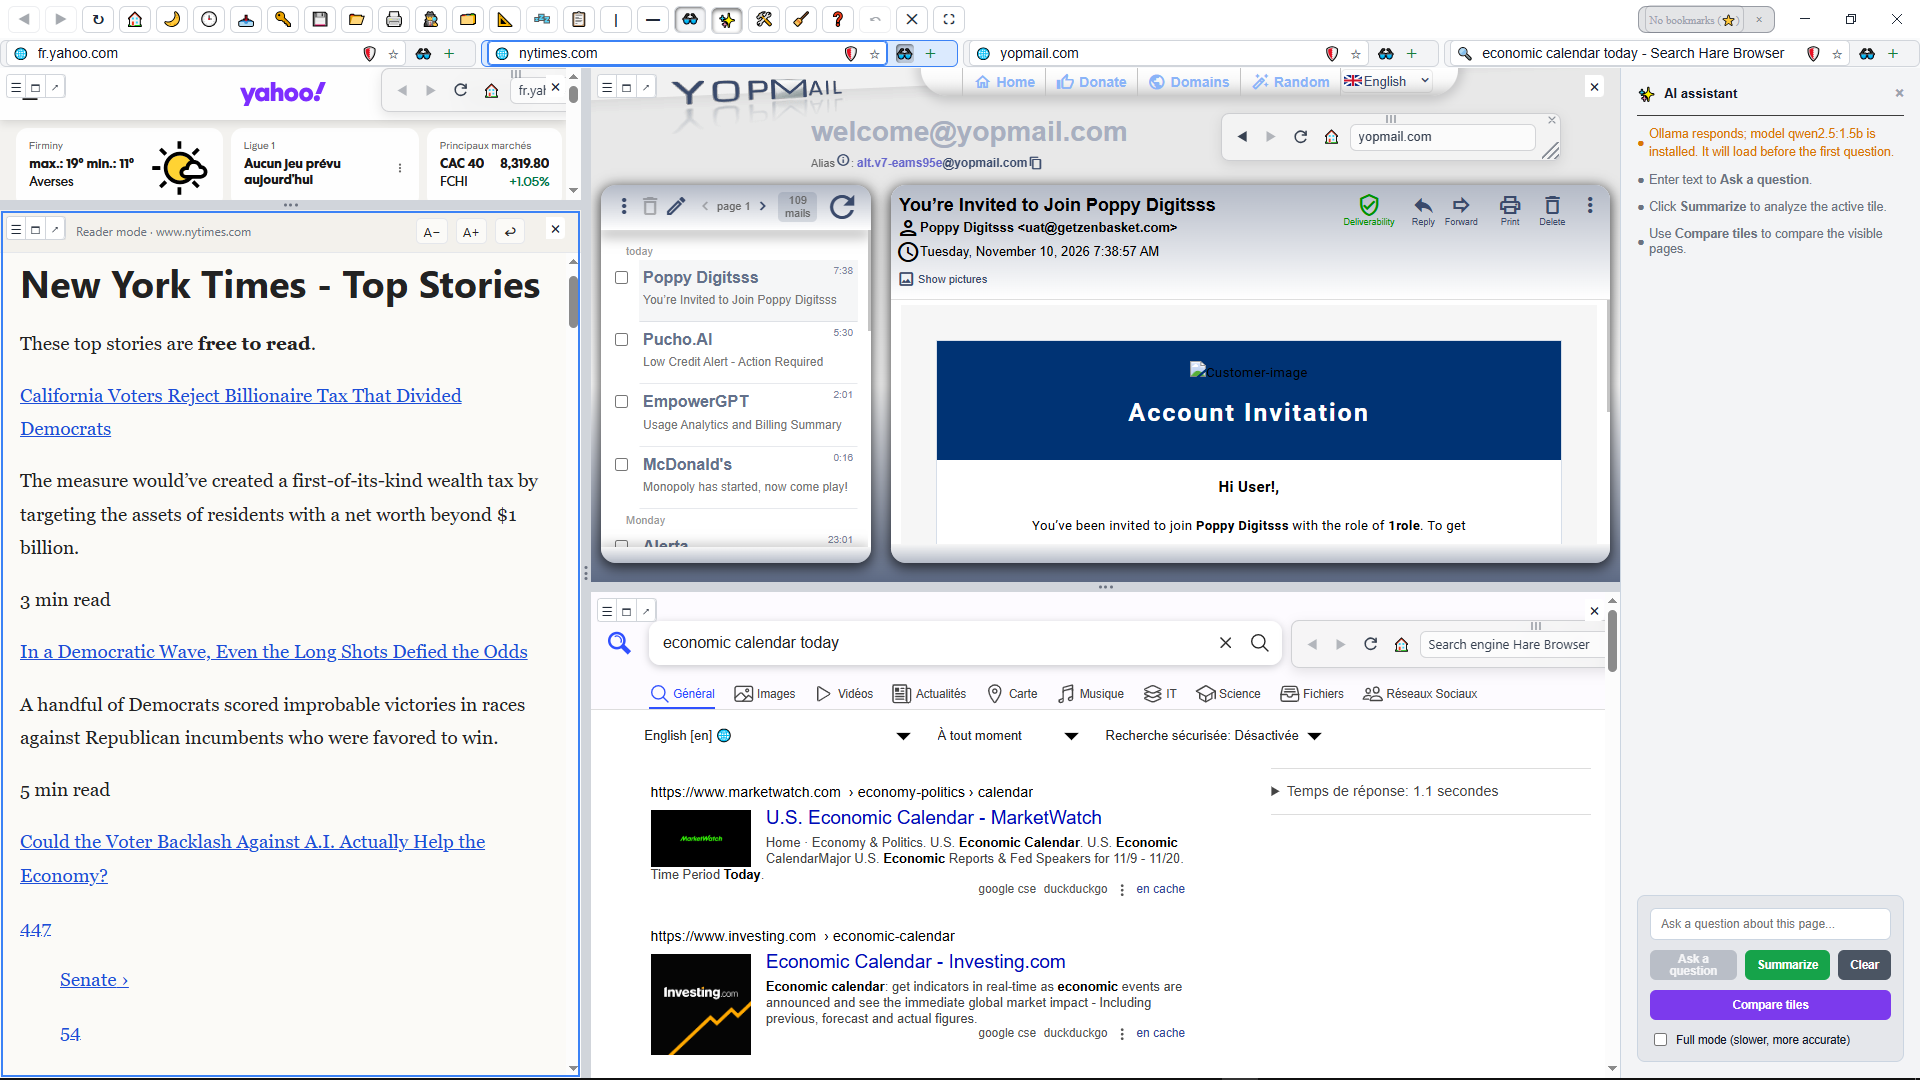 No bookmarks (⭐) ×
fr.yahoo.com
nytimes.com
yopmail.com
economic calendar today - Search Hare Browser
yahoo!
fr.yal
Firminy
max.: 19° min.: 11°
Averses
Ligue 1
Aucun jeu prévu
aujourd'hui
Principaux marchés
CAC 40 8,319.80
FCHI +1.05%
Reader mode · www.nytimes.com
A−
A+
New York Times - Top Stories
These top stories are free to read.
California Voters Reject Billionaire Tax That Divided
Democrats
The measure would’ve created a first-of-its-kind wealth tax by
targeting the assets of residents with a net worth beyond $1
billion.
3 min read
In a Democratic Wave, Even the Long Shots Defied the Odds
A handful of Democrats scored improbable victories in races
against Republican incumbents who were favored to win.
5 min read
Could the Voter Backlash Against A.I. Actually Help the
Economy?
447
Senate ›
54
YOPMAIL
Home
Donate
Domains
Random
English
welcome@yopmail.com
Alias : alt.v7-eams95e@yopmail.com
yopmail.com
page 1
109
mails
today
Poppy Digitsss 7:38
You’re Invited to Join Poppy Digitsss
Pucho.AI 5:30
Low Credit Alert - Action Required
EmpowerGPT 2:01
Usage Analytics and Billing Summary
McDonald's 0:16
Monopoly has started, now come play!
Monday
Alerta 23:01
You’re Invited to Join Poppy Digitsss
Poppy Digitsss <uat@getzenbasket.com>
Tuesday, November 10, 2026 7:38:57 AM
Show pictures
Deliverability
Reply
Forward
Print
Delete
Customer-image
Account Invitation
Hi User!,
You’ve been invited to join Poppy Digitsss with the role of 1role. To get
economic calendar today
Search engine Hare Browser
Général
Images
Vidéos
Actualités
Carte
Musique
IT
Science
Fichiers
Réseaux Sociaux
English [en]
À tout moment
Recherche sécurisée: Désactivée
Temps de réponse: 1.1 secondes
https://www.marketwatch.com › economy-politics › calendar
MarketWatch
U.S. Economic Calendar - MarketWatch
Home · Economy & Politics. U.S. Economic Calendar. U.S. Economic
CalendarMajor U.S. Economic Reports & Fed Speakers for 11/9 - 11/20.
Time Period Today.
google cse duckduckgo en cache
https://www.investing.com › economic-calendar
Investing.com
Economic Calendar - Investing.com
Economic calendar: get indicators in real-time as economic events are
announced and see the immediate global market impact - Including
previous, forecast and actual figures.
google cse duckduckgo en cache
AI assistant
Ollama responds; model qwen2.5:1.5b is
installed. It will load before the first question.
Enter text to Ask a question.
Click Summarize to analyze the active tile.
Use Compare tiles to compare the visible
pages.
Ask a question about this page...
Ask a
question
Summarize
Clear
Compare tiles
Full mode (slower, more accurate)